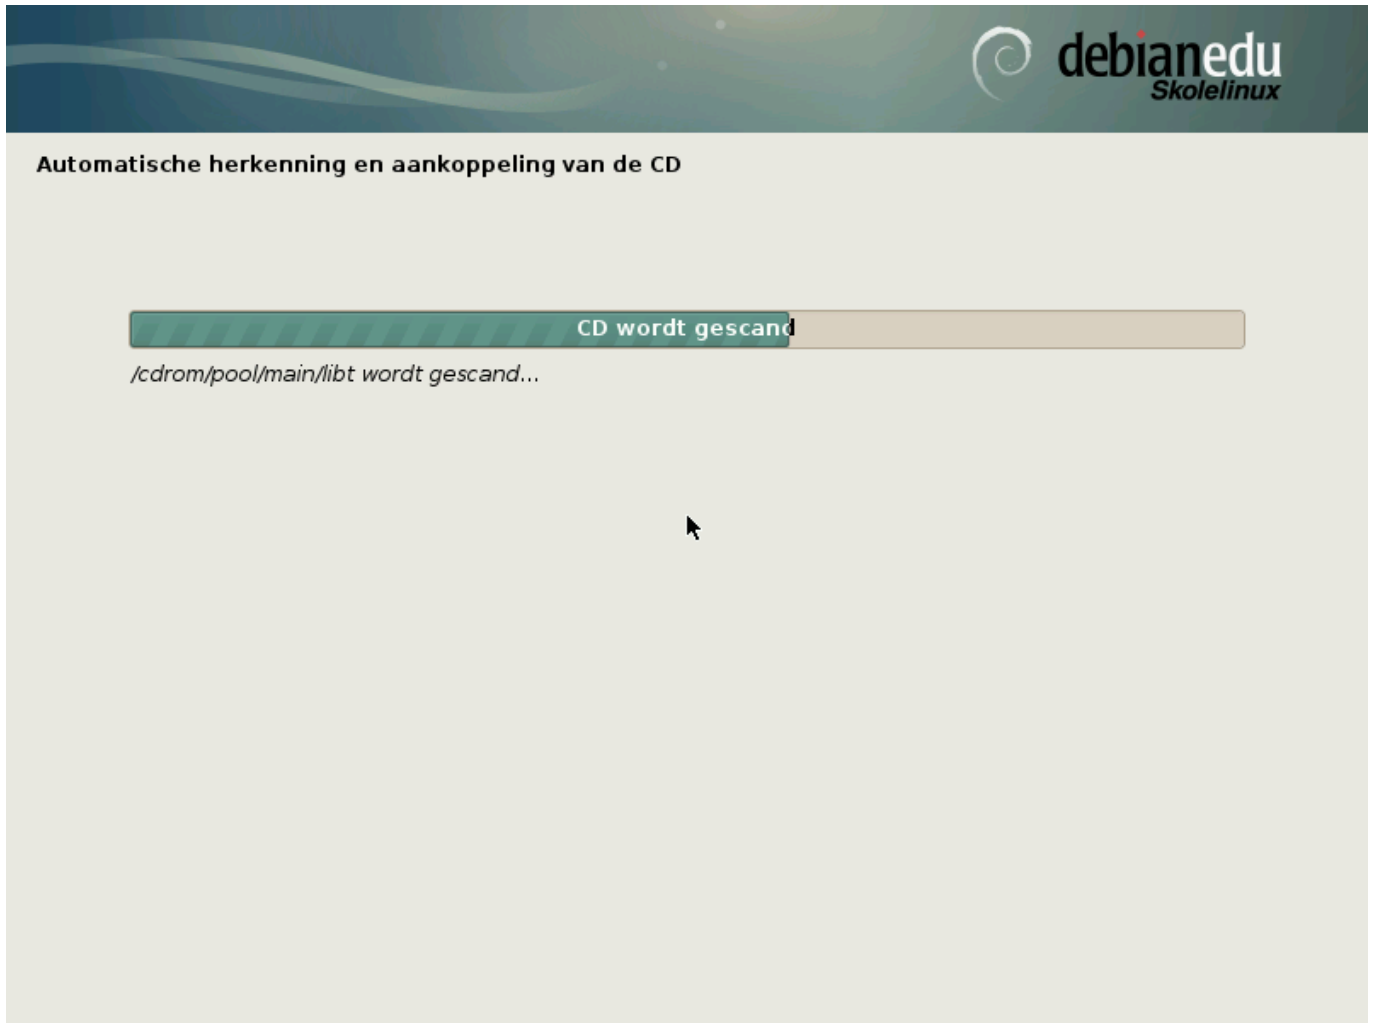 debianedu
Skolelinux
Automatische herkenning en aankoppeling van de CD
CD wordt gescand
/cdrom/pool/main/libt wordt gescand...